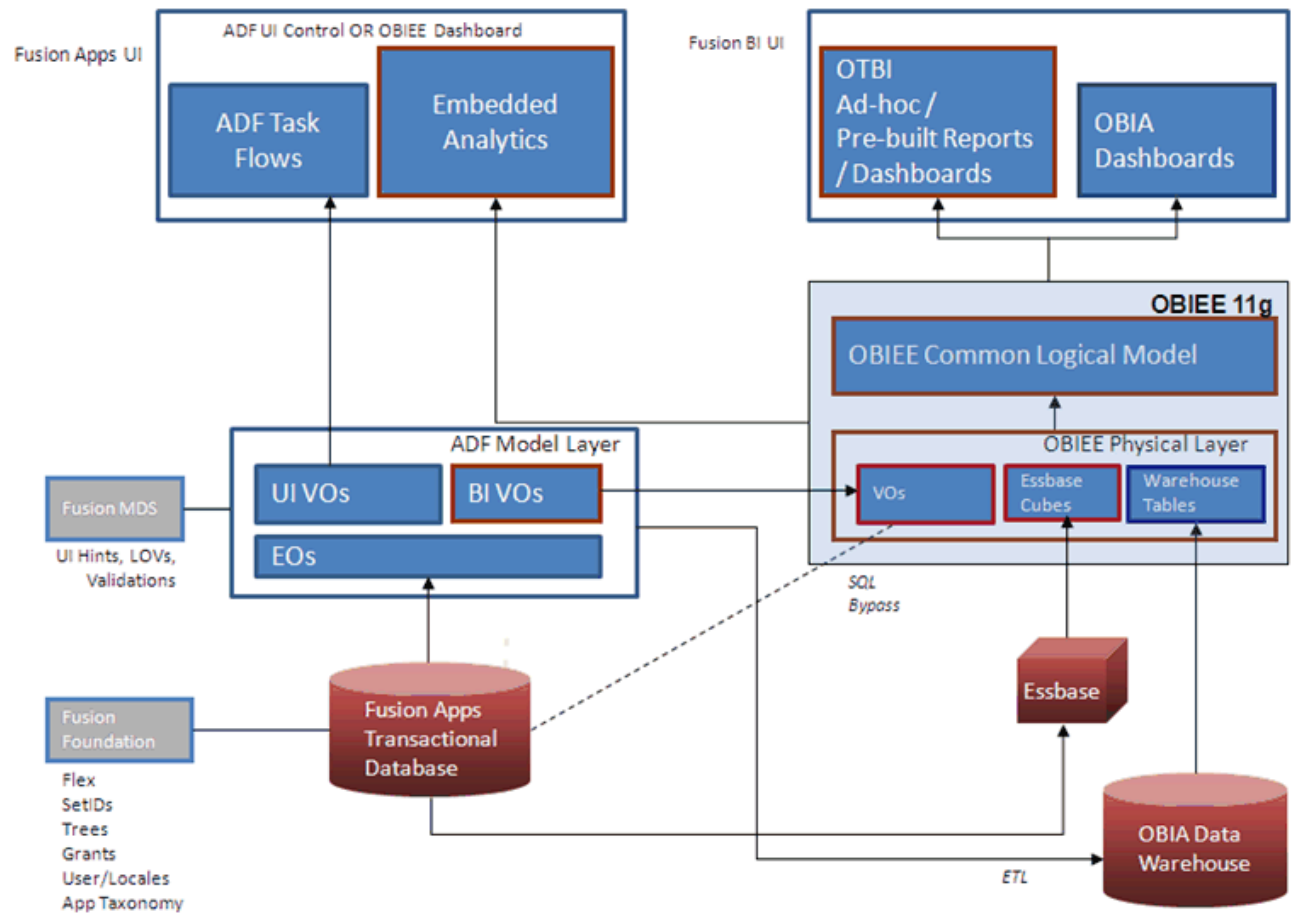 ADF UI Control OR OBIEE Dashboard
Fusion Apps UI
ADF Task
Flows
Embedded
Analytics
Fusion BI UI
OTBI
Ad-hoc /
Pre-built Reports
/ Dashboards
OBIA
Dashboards
OBIEE 11g
OBIEE Common Logical Model
OBIEE Physical Layer
VOs
Essbase
Cubes
Warehouse
Tables
ADF Model Layer
UI VOs
BI VOs
EOs
Fusion MDS
UI Hints, LOVs,
Validations
SQL
Bypass
Essbase
Fusion Apps
Transactional
Database
Fusion
Foundation
Flex
SetIDs
Trees
Grants
User/Locales
App Taxonomy
OBIA Data
Warehouse
ETL